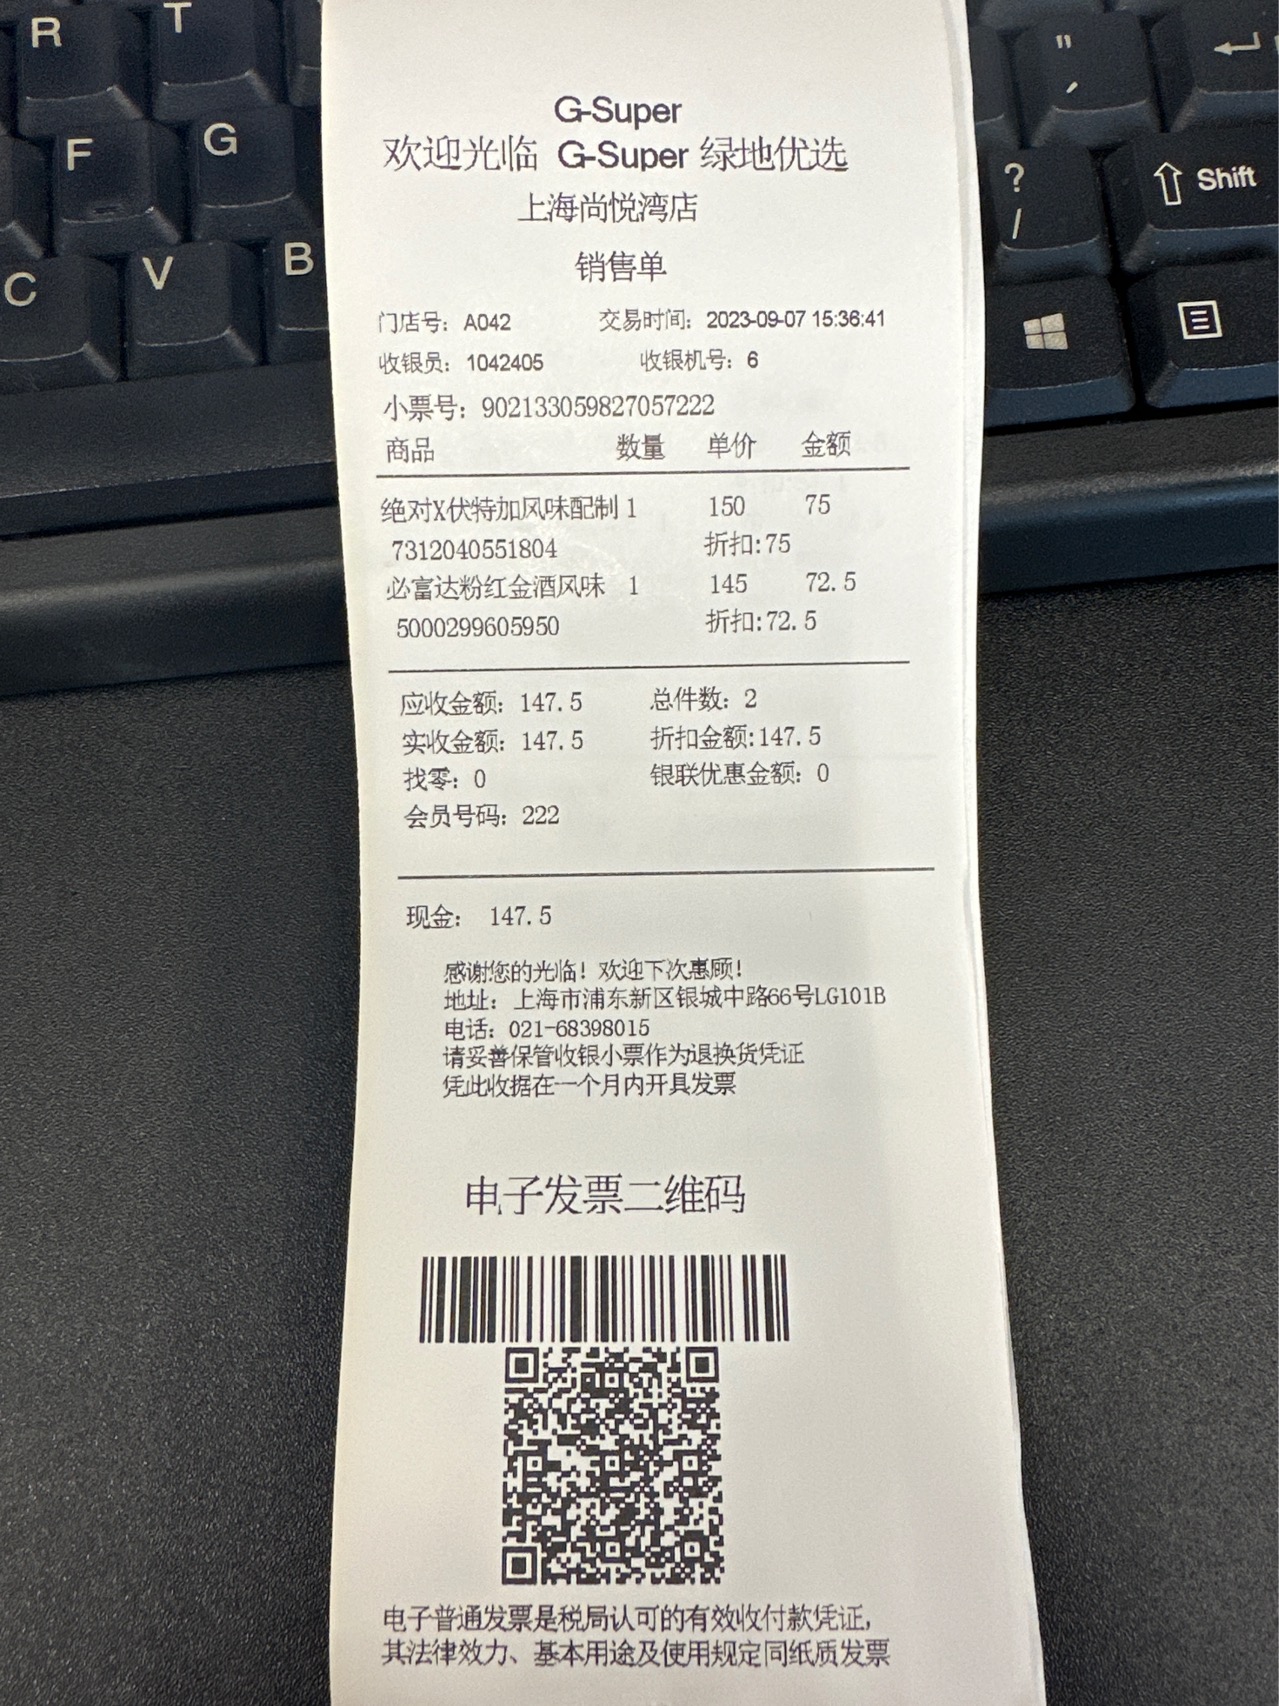 R
T
"
'
F
G
?
/
Shift
C
V
B
G-Super
欢迎光临 G-Super 绿地优选
上海尚悦湾店
销售单
门店号: A042 交易时间: 2023-09-07 15:36:41
收银员: 1042405 收银机号: 6
小票号: 902133059827057222
商品 数量 单价 金额
绝对X伏特加风味配制 1 150 75
7312040551804 折扣:75
必富达粉红金酒风味 1 145 72.5
5000299605950 折扣:72.5
应收金额: 147.5 总件数: 2
实收金额: 147.5 折扣金额:147.5
找零: 0 银联优惠金额: 0
会员号码: 222
现金: 147.5
感谢您的光临! 欢迎下次惠顾!
地址: 上海市浦东新区银城中路66号LG101B
电话: 021-68398015
请妥善保管收银小票作为退换货凭证
凭此收据在一个月内开具发票
电子发票二维码
电子普通发票是税局认可的有效收付款凭证,
其法律效力、基本用途及使用规定同纸质发票